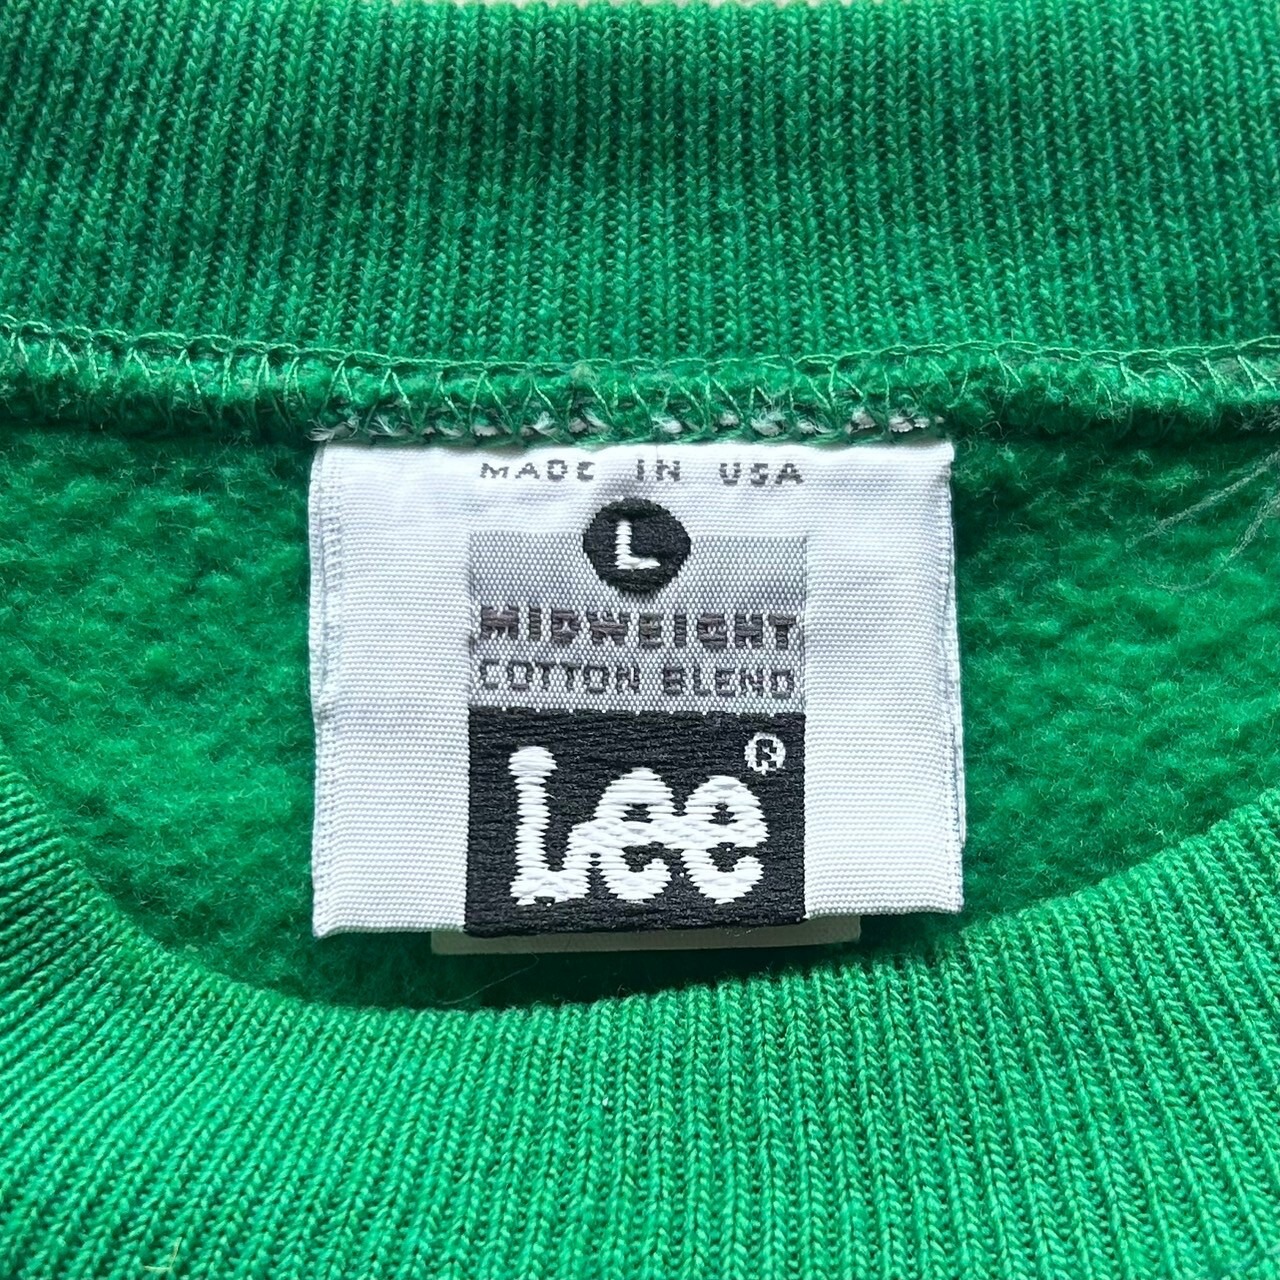 MADE IN USA
L
MIDWEIGHT
COTTON BLEND
Lee®